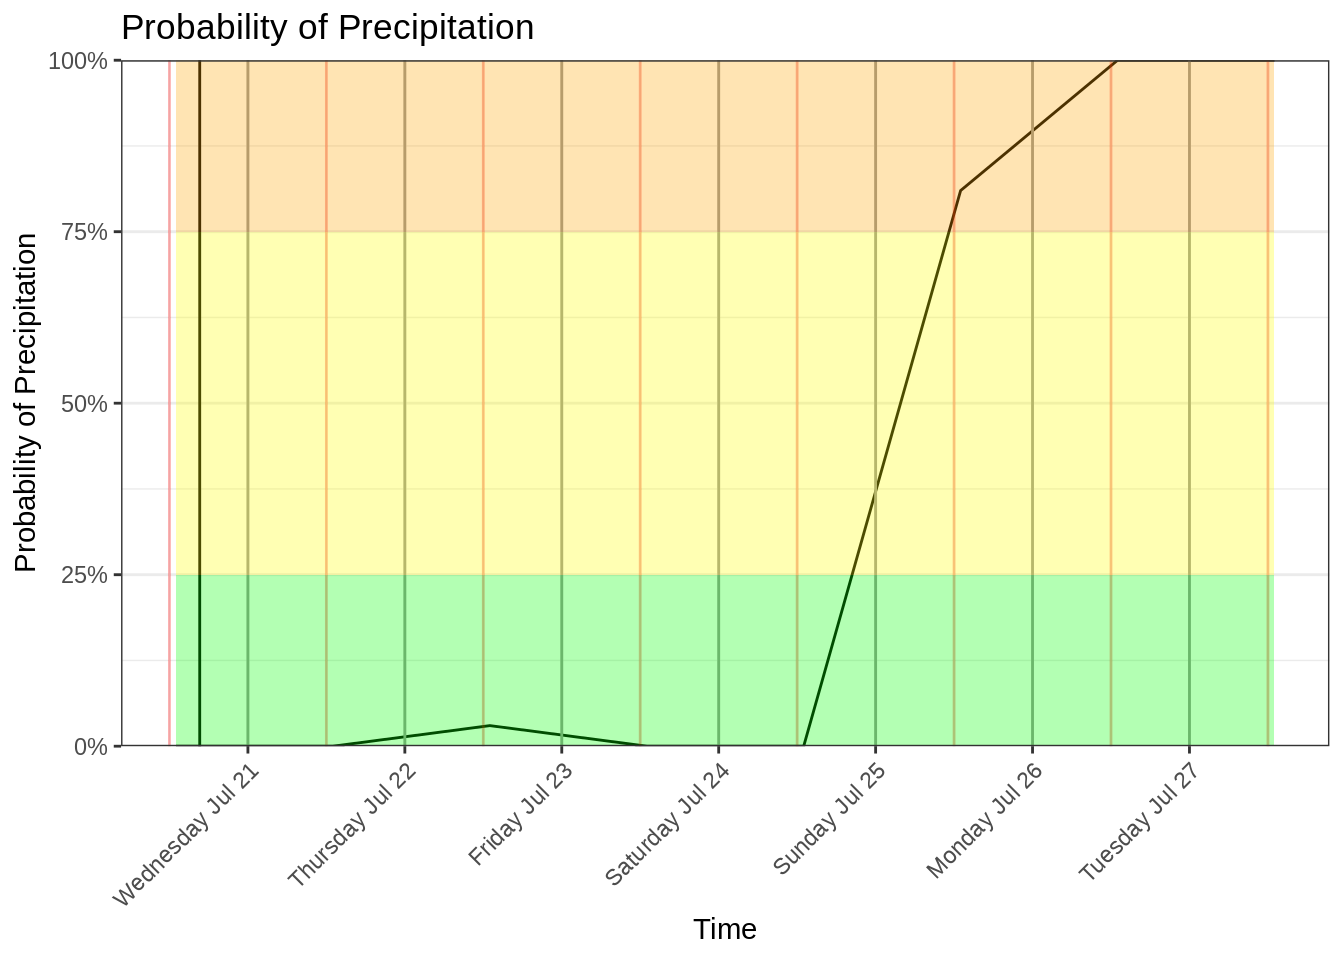 Probability of Precipitation
100%
75%
50%
25%
0%
Probability of Precipitation
Wednesday Jul 21
Thursday Jul 22
Friday Jul 23
Saturday Jul 24
Sunday Jul 25
Monday Jul 26
Tuesday Jul 27
Time